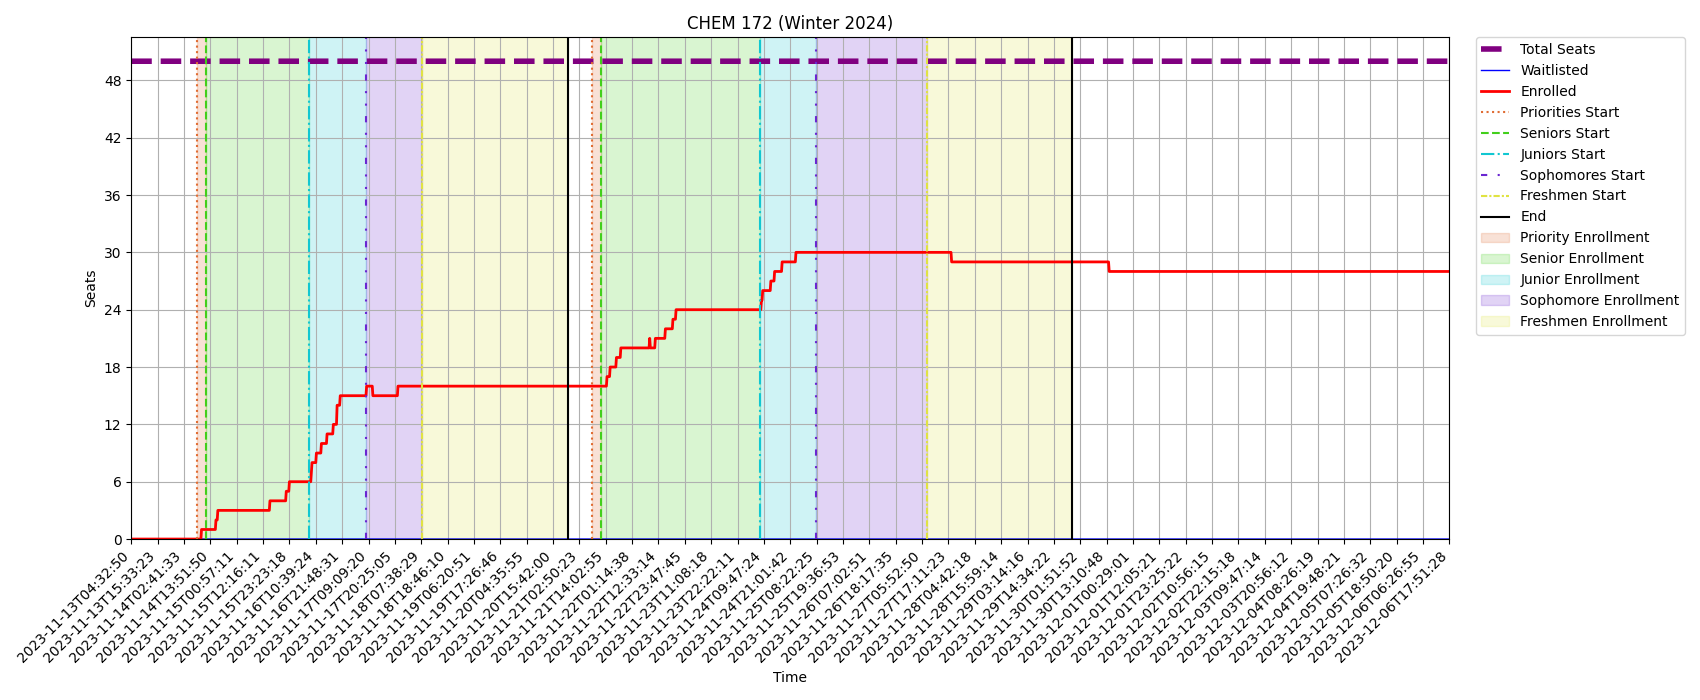 CHEM 172 (Winter 2024)
Total Seats
Waitlisted
Enrolled
Priorities Start
Seniors Start
Juniors Start
Sophomores Start
Freshmen Start
End
Priority Enrollment
Senior Enrollment
Junior Enrollment
Sophomore Enrollment
Freshmen Enrollment
Seats
48
42
36
30
24
18
12
6
0
2023-11-13T04:32:50
2023-11-13T15:33:23
2023-11-14T02:41:33
2023-11-14T13:51:50
2023-11-15T00:57:11
2023-11-15T12:16:11
2023-11-15T23:23:18
2023-11-16T10:39:24
2023-11-16T21:48:31
2023-11-17T09:09:20
2023-11-17T20:25:05
2023-11-18T07:38:29
2023-11-18T18:46:10
2023-11-19T06:20:51
2023-11-19T17:26:46
2023-11-20T04:35:55
2023-11-20T15:42:00
2023-11-21T02:50:23
2023-11-21T14:02:55
2023-11-22T01:14:38
2023-11-22T12:33:14
2023-11-22T23:47:45
2023-11-23T11:08:18
2023-11-23T22:22:11
2023-11-24T09:47:24
2023-11-24T21:01:42
2023-11-25T08:22:25
2023-11-25T19:36:53
2023-11-26T07:02:51
2023-11-26T18:17:35
2023-11-27T05:52:50
2023-11-27T17:11:23
2023-11-28T04:42:18
2023-11-28T15:59:14
2023-11-29T03:14:16
2023-11-29T14:34:22
2023-11-30T01:51:52
2023-11-30T13:10:48
2023-12-01T00:29:01
2023-12-01T12:05:21
2023-12-01T23:25:22
2023-12-02T10:56:15
2023-12-02T22:15:18
2023-12-03T09:47:14
2023-12-03T20:56:12
2023-12-04T08:26:19
2023-12-04T19:48:21
2023-12-05T07:26:32
2023-12-05T18:50:20
2023-12-06T06:26:55
2023-12-06T17:51:28
Time